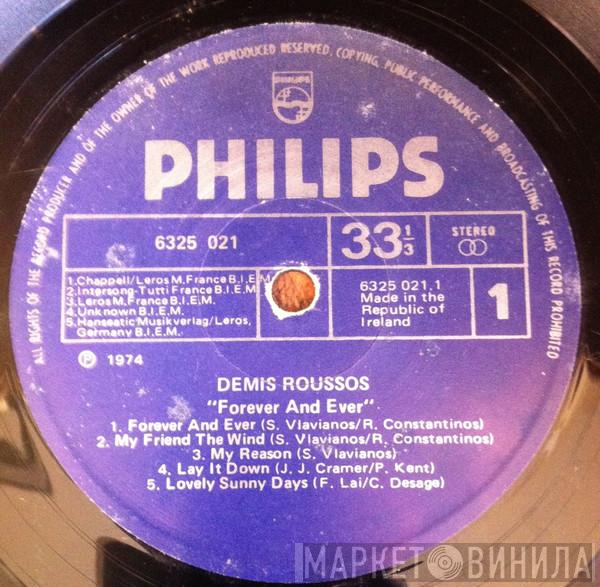 ALL RIGHTS OF THE RECORD PRODUCER AND OF THE OWNER OF THE WORK REPRODUCED RESERVED. COPYING, PUBLIC PERFORMANCE AND BROADCASTING OF THIS RECORD PROHIBITED
PHILIPS
PHILIPS
6325 021
33⅓
STEREO
1.Chappell/Leros M.France B.I.E.M.
2.Intersong-Tutti France B.I.E.M.
3.Leros M.France B.I.E.M.
4.Unknown B.I.E.M.
5.Hanseatic Musikverlag/Leros,
Germany B.I.E.M.
6325 021.1
Made in the
Republic of
Ireland
1
Ⓟ 1974
DEMIS ROUSSOS
"Forever And Ever"
1. Forever And Ever (S. Vlavianos/R. Constantinos)
2. My Friend The Wind (S. Vlavianos/R. Constantinos)
3. My Reason (S. Vlavianos)
4. Lay It Down (J. J. Cramer/P. Kent)
5. Lovely Sunny Days (F. Lai/C. Desage)
МАРКЕТ ВИНИЛА